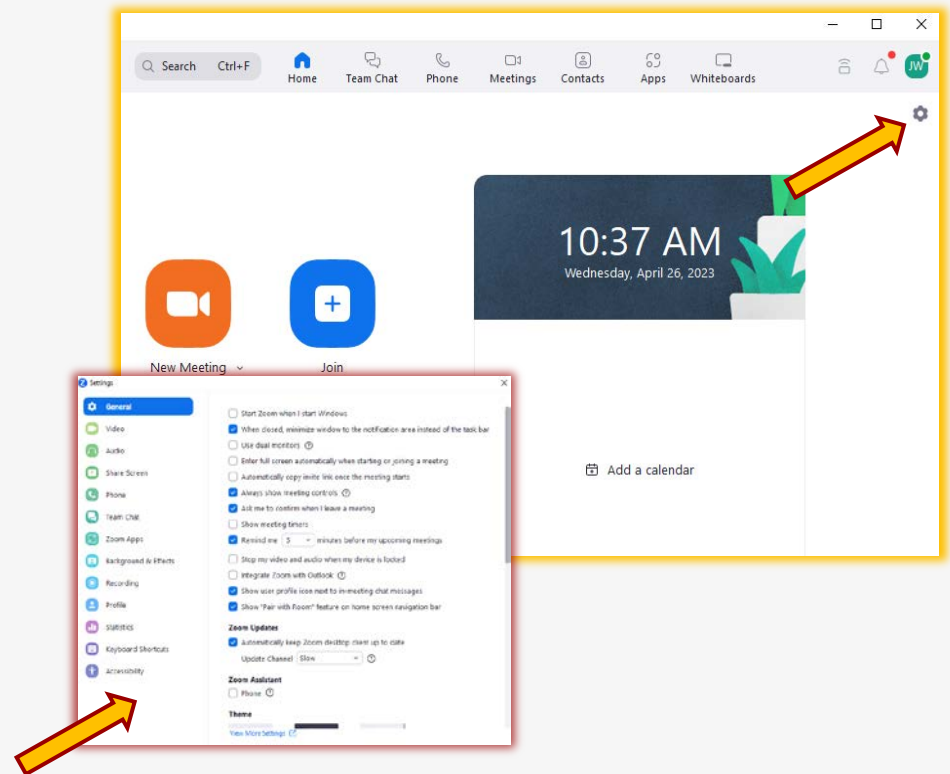 Search Ctrl+F
Home
Team Chat
Phone
Meetings
Contacts
Apps
Whiteboards
JW
10:37 AM
Wednesday, April 26, 2023
New Meeting
Join
Add a calendar
Settings
General
Video
Audio
Share Screen
Phone
Team Chat
Zoom Apps
Background & Effects
Recording
Profile
Statistics
Keyboard Shortcuts
Accessibility
Start Zoom when I start Windows
When closed, minimize window to the notification area instead of the task bar
Use dual monitors
Enter full screen automatically when starting or joining a meeting
Automatically copy invite link once the meeting starts
Always show meeting controls
Ask me to confirm when I leave a meeting
Show meeting timers
Remind me 5 minutes before my upcoming meetings
Stop my video and audio when my device is locked
Integrate Zoom with Outlook
Show user profile icon next to in-meeting chat messages
Show "Pair with Room" feature on home screen navigation bar
Zoom Updates
Automatically keep Zoom desktop client up to date
Update Channel Slow
Zoom Assistant
Phone
Theme
View More Settings